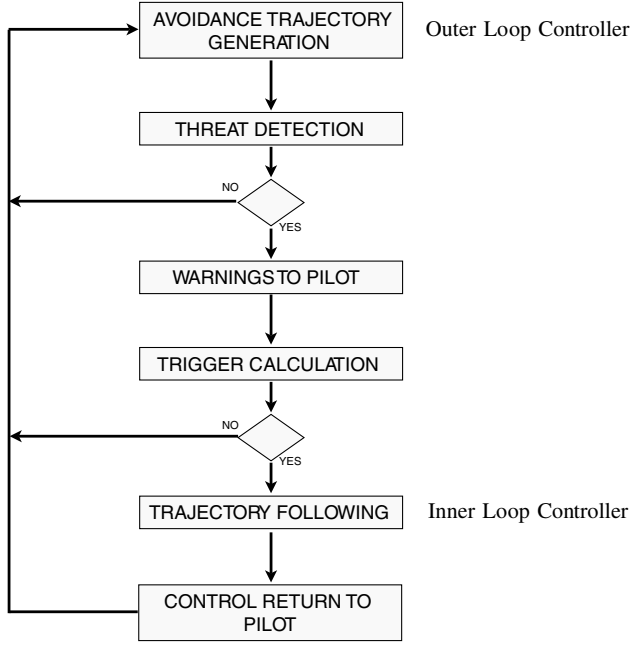 AVOIDANCE TRAJECTORY
GENERATION
Outer Loop Controller
THREAT DETECTION
NO
YES
WARNINGS TO PILOT
TRIGGER CALCULATION
NO
YES
TRAJECTORY FOLLOWING
Inner Loop Controller
CONTROL RETURN TO
PILOT